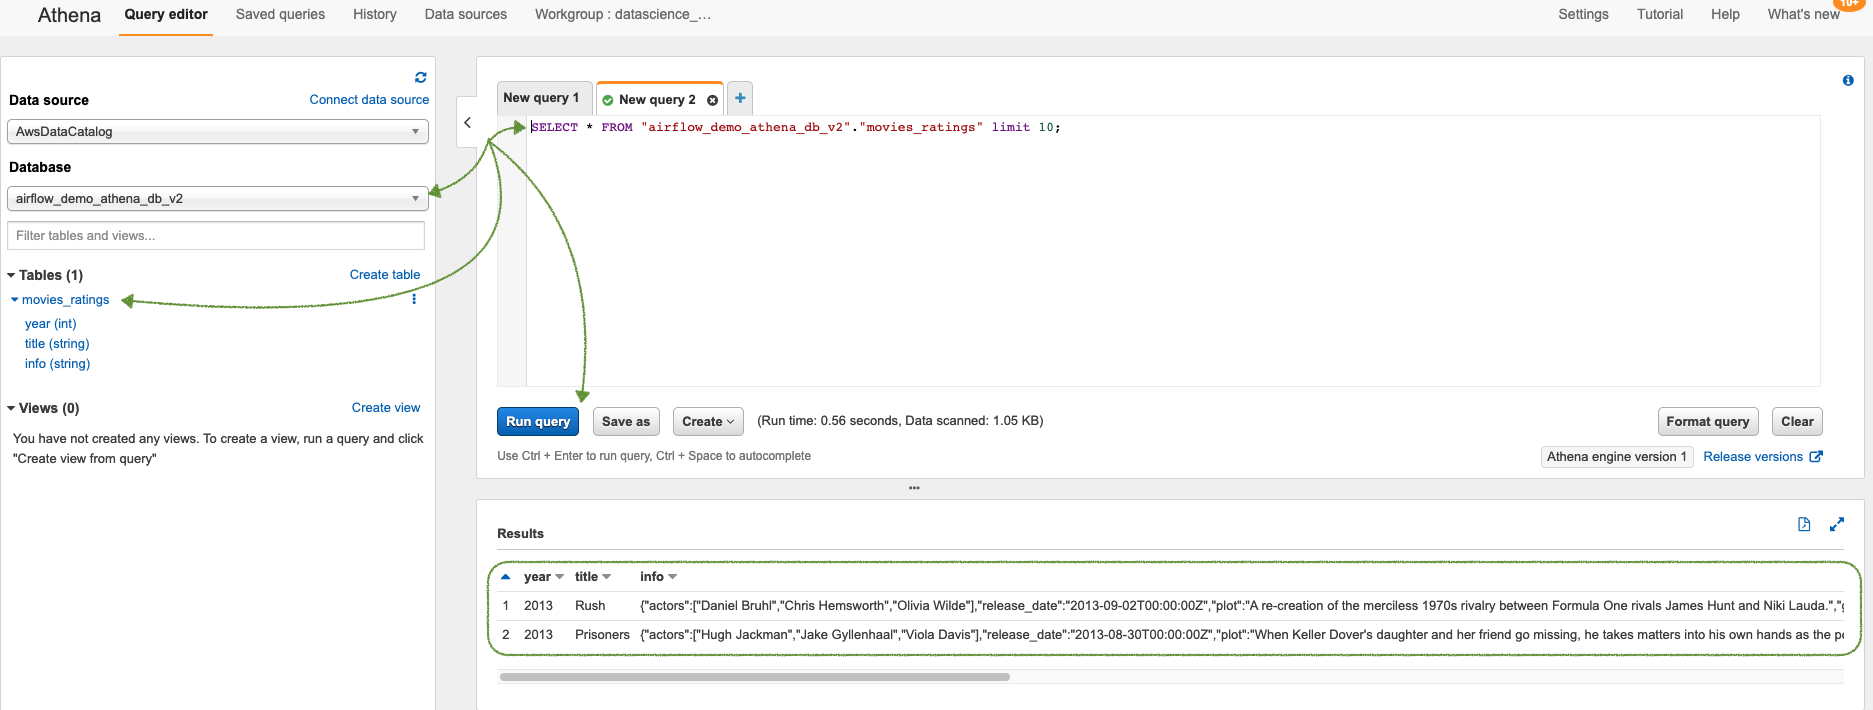 Athena Query editor Saved queries History Data sources Workgroup : datascience_... Settings Tutorial Help What's new 10+
Data source Connect data source
AwsDataCatalog
Database
airflow_demo_athena_db_v2
Filter tables and views...
Tables (1) Create table
movies_ratings
year (int)
title (string)
info (string)
Views (0) Create view
You have not created any views. To create a view, run a query and click
"Create view from query"
New query 1 New query 2
SELECT * FROM "airflow_demo_athena_db_v2"."movies_ratings" limit 10;
Run query Save as Create (Run time: 0.56 seconds, Data scanned: 1.05 KB) Format query Clear
Use Ctrl + Enter to run query, Ctrl + Space to autocomplete Athena engine version 1 Release versions
Results
year title info
1 2013 Rush {"actors":["Daniel Bruhl","Chris Hemsworth","Olivia Wilde"],"release_date":"2013-09-02T00:00:00Z","plot":"A re-creation of the merciless 1970s rivalry between Formula One rivals James Hunt and Niki Lauda.","
2 2013 Prisoners {"actors":["Hugh Jackman","Jake Gyllenhaal","Viola Davis"],"release_date":"2013-08-30T00:00:00Z","plot":"When Keller Dover's daughter and her friend go missing, he takes matters into his own hands as the